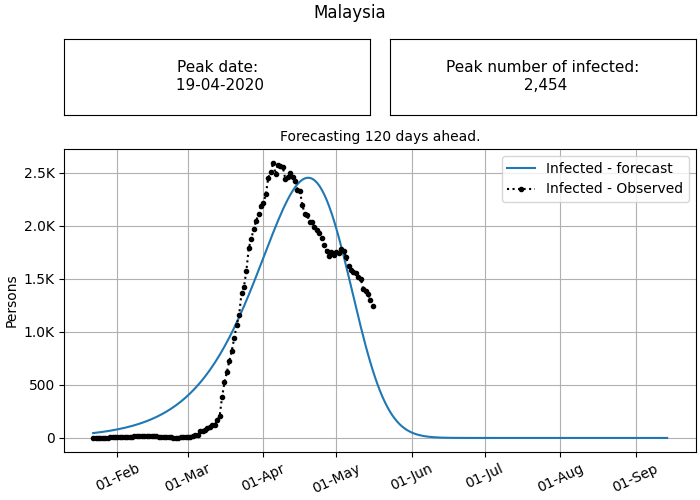 Malaysia
Peak date:
19-04-2020
Peak number of infected:
2,454
Forecasting 120 days ahead.
Infected - forecast
Infected - Observed
2.5K
2.0K
1.5K
1.0K
500
0
Persons
01-Feb
01-Mar
01-Apr
01-May
01-Jun
01-Jul
01-Aug
01-Sep